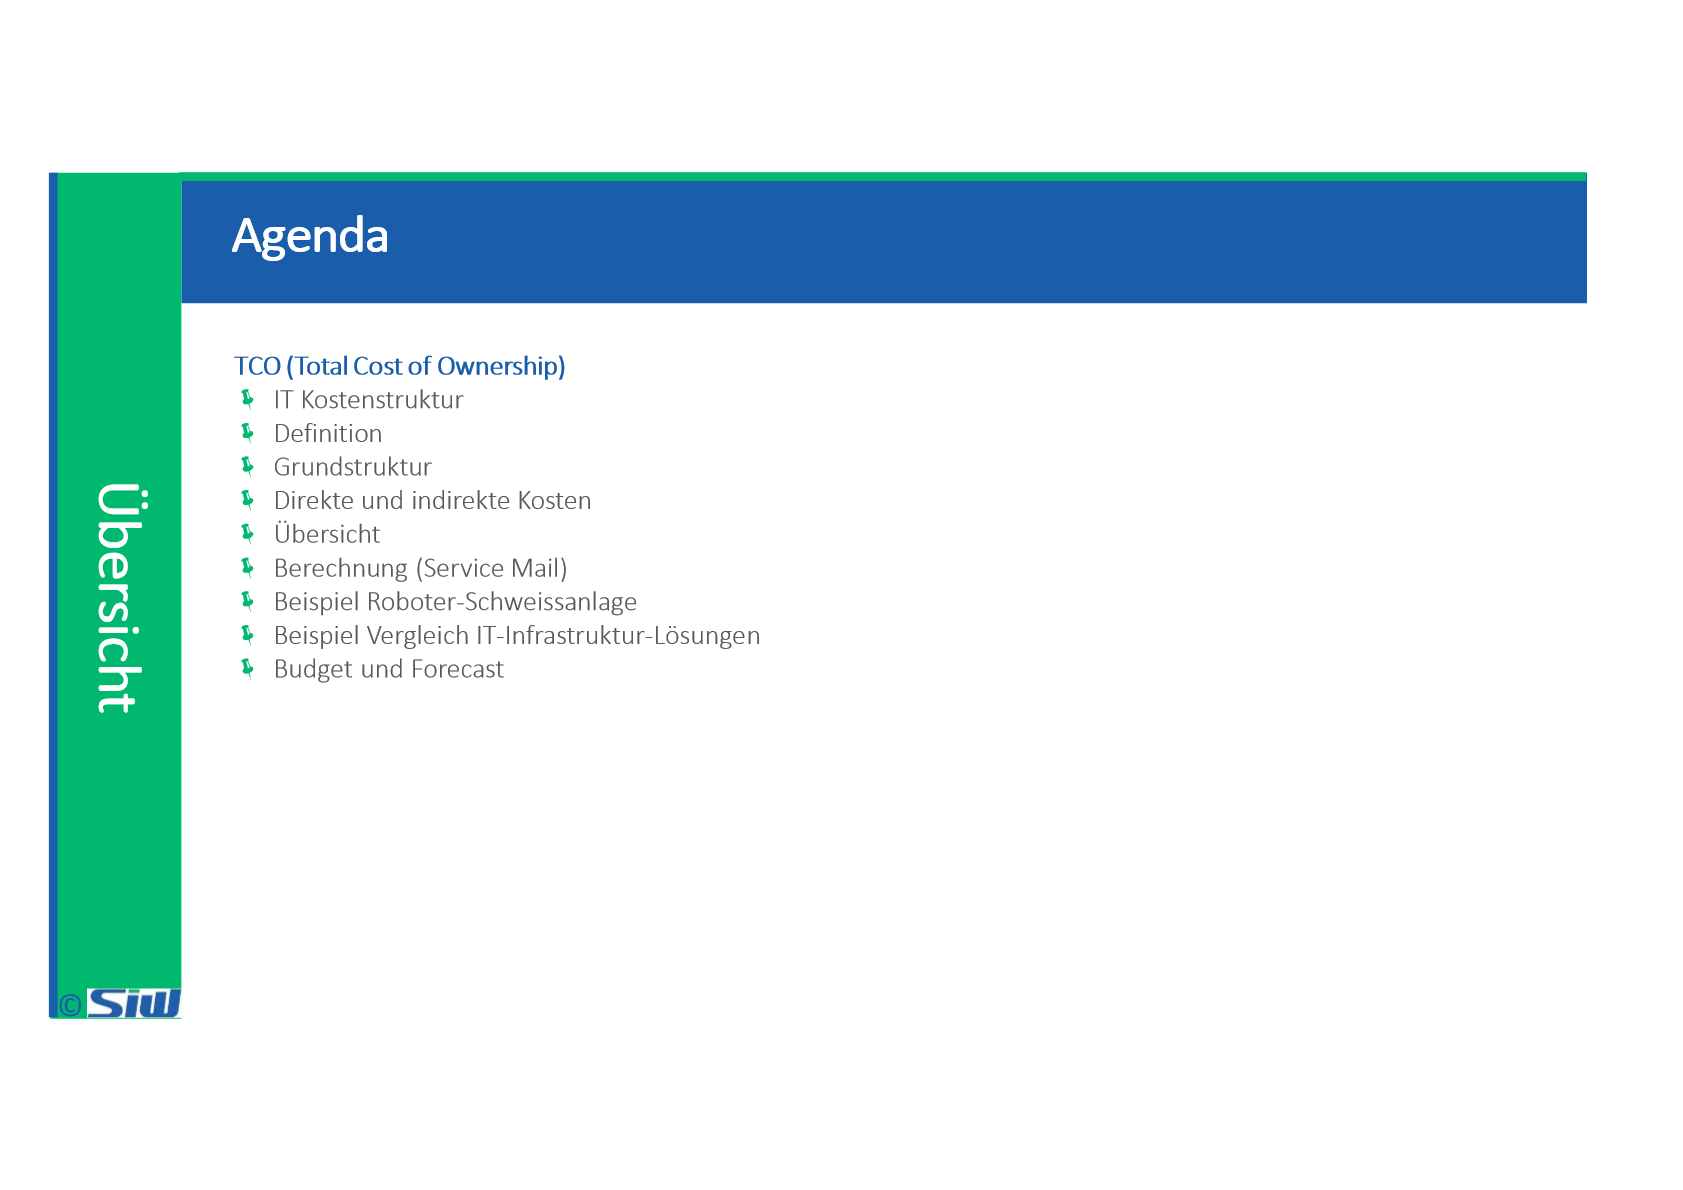 Agenda
TCO (Total Cost of Ownership)
IT Kostenstruktur
Definition
Grundstruktur
Direkte und indirekte Kosten
Übersicht
Berechnung (Service Mail)
Beispiel Roboter-Schweissanlage
Beispiel Vergleich IT-Infrastruktur-Lösungen
Budget und Forecast
Übersicht
© SIW